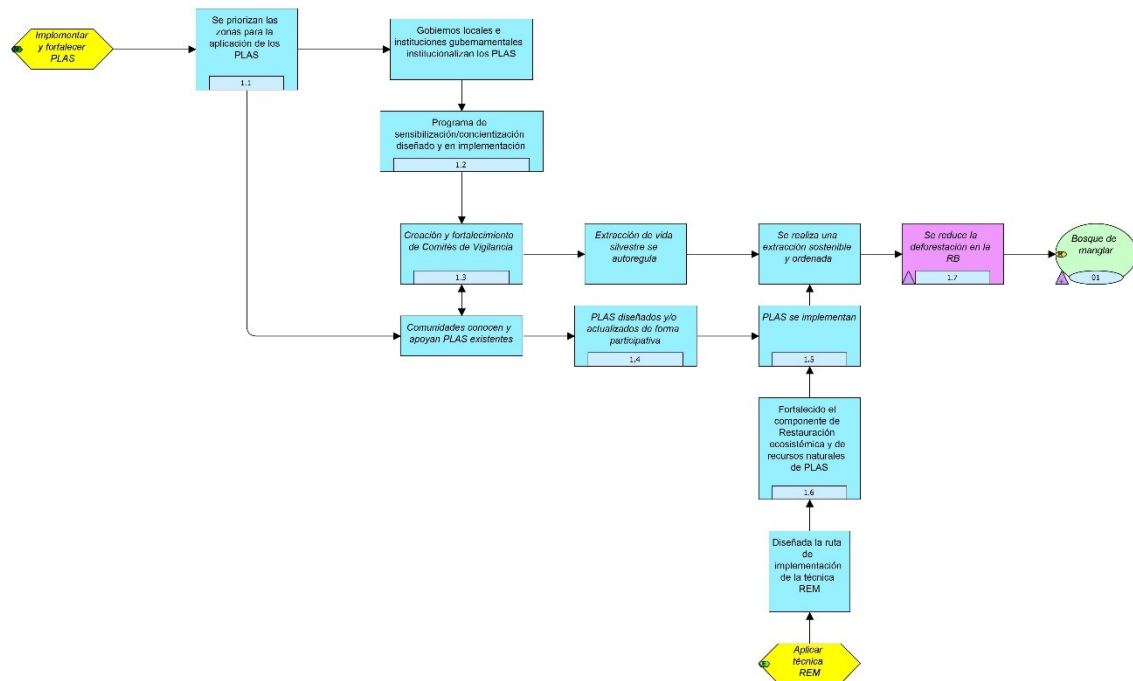 Implomontar
y fortalecer
PLAS
Se priorizan las
zonas para la
aplicación de los
PLAS
1.1
Gobiernos locales e
instituciones gubernamentales
institucionalizan los PLAS
Programa de
sensibilización/concientización
diseñado y en implementación
1.2
Creación y fortalecimiento
de Comités de Vigilancia
1.3
Extracción de vida
silvestre se
autoregula
Se realiza una
extracción sostenible
y ordenada
Se reduce la
deforestación en la
RB
1.7
Bosque de
manglar
01
Comunidades conocen y
apoyan PLAS existentes
PLAS diseñados y/o
actualizados de forma
participativa
1.4
PLAS se implementan
1.5
Fortalecido el
componente de
Restauración
ecosistémica y de
recursos naturales
de PLAS
1.6
Diseñada la ruta
de
implementación
de la técnica
REM
Aplicar
técnica
REM